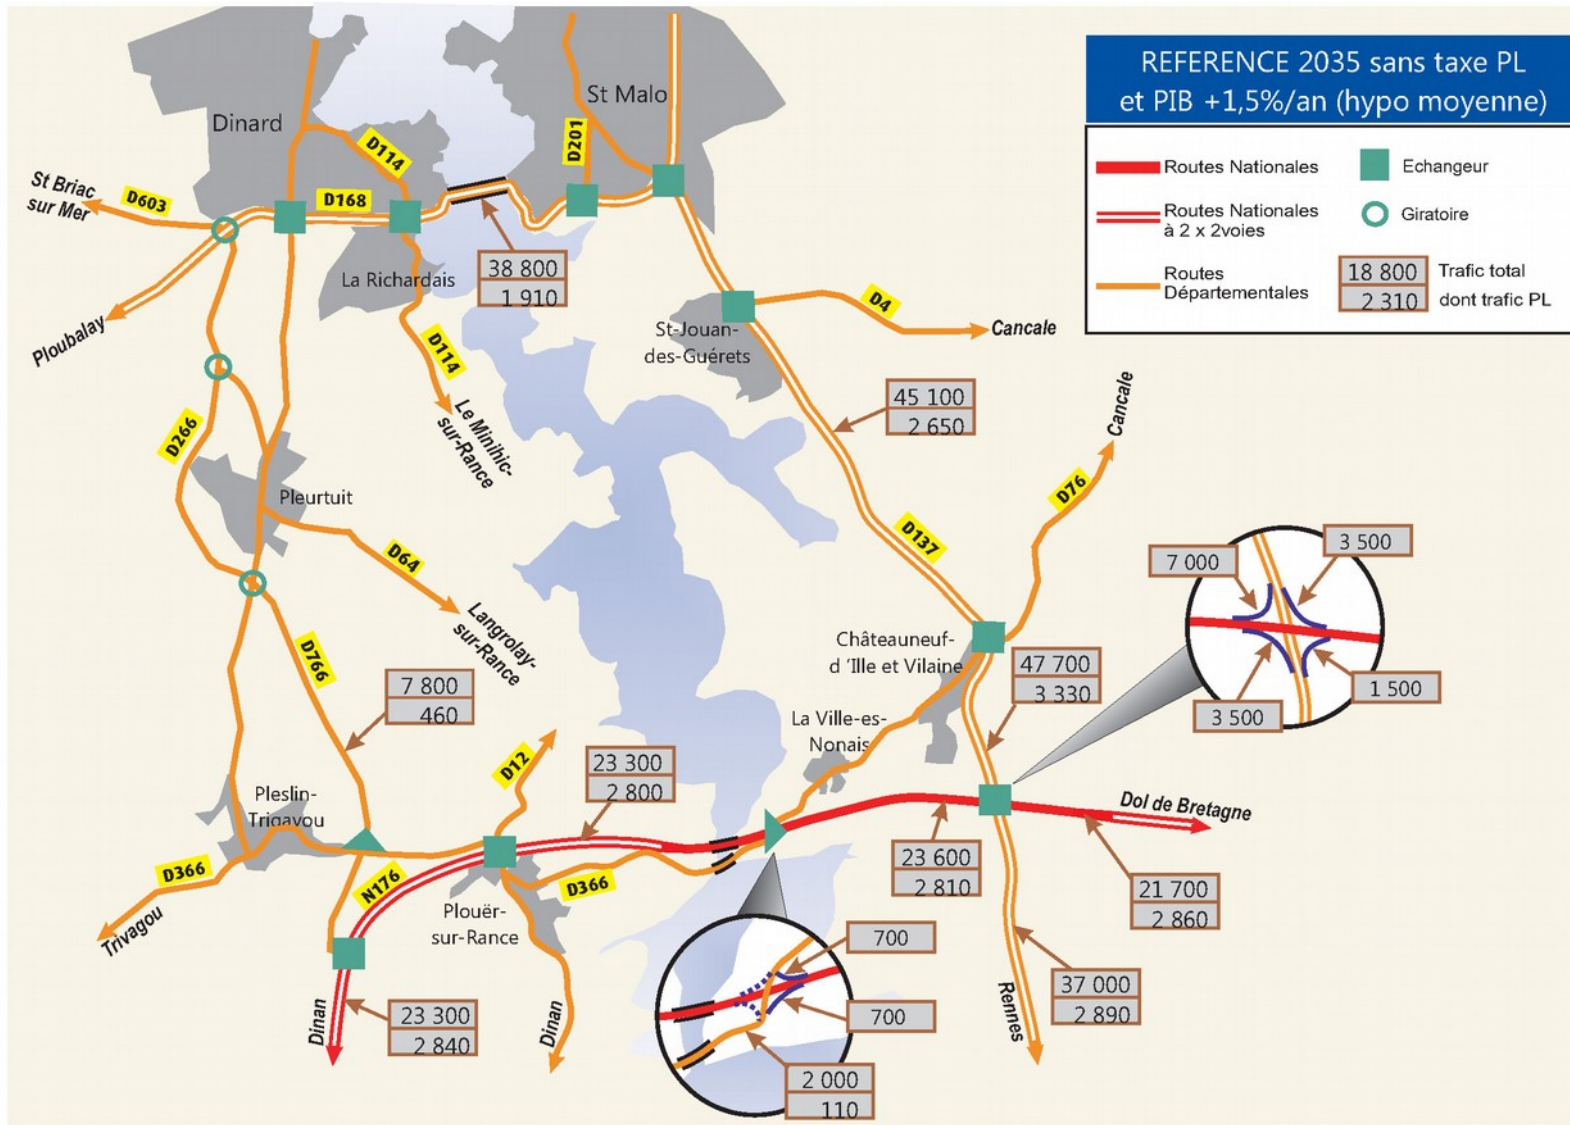 REFERENCE 2035 sans taxe PL
et PIB +1,5%/an (hypo moyenne)
Routes Nationales
Echangeur
Routes Nationales
à 2 x 2voies
Giratoire
Routes
Départementales
18 800
Trafic total
2 310
dont trafic PL
St Malo
Dinard
D114
D201
St Briac
sur Mer
D603
D168
La Richardais
38 800
1 910
Ploubalay
St-Jouan-
des-Guérets
D4
Cancale
D114
Le Minihic-
sur-Rance
45 100
2 650
Cancale
D266
Pleurtuit
D76
D137
D64
Langrolay-
sur-Rance
7 000
3 500
3 500
1 500
D766
Châteauneuf-
d 'Ille et Vilaine
47 700
3 330
7 800
460
La Ville-es-
Nonais
D12
23 300
2 800
Pleslin-
Trigavou
Dol de Bretagne
D366
Trivagou
N176
D366
23 600
2 810
21 700
2 860
Plouër-
sur-Rance
700
700
37 000
2 890
Rennes
Dinan
23 300
2 840
Dinan
2 000
110